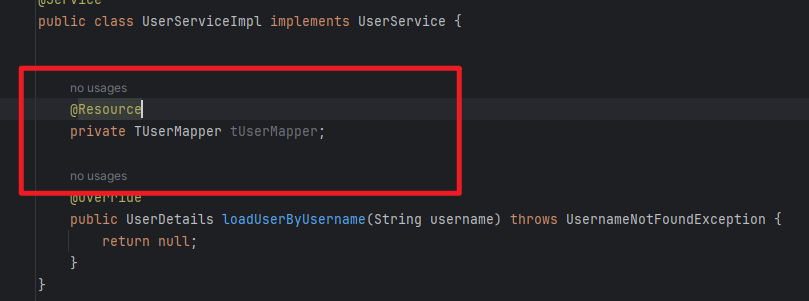 @Service
public class UserServiceImpl implements UserService {
no usages
@Resource
private TUserMapper tUserMapper;
no usages
@Override
public UserDetails loadUserByUsername(String username) throws UsernameNotFoundException {
return null;
}
}